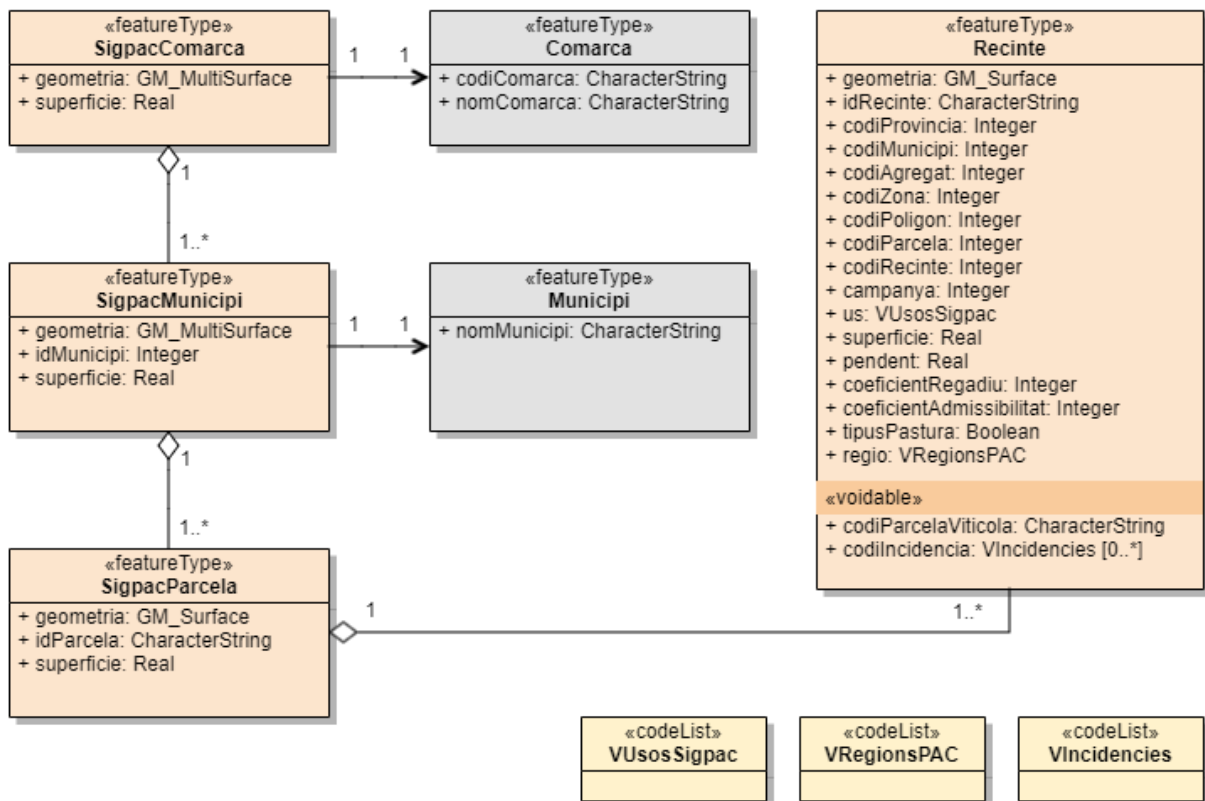 «featureType»
SigpacComarca
+ geometria: GM_MultiSurface
+ superficie: Real
1
1
«featureType»
Comarca
+ codiComarca: CharacterString
+ nomComarca: CharacterString
1
1..*
«featureType»
SigpacMunicipi
+ geometria: GM_MultiSurface
+ idMunicipi: Integer
+ superficie: Real
1
1
«featureType»
Municipi
+ nomMunicipi: CharacterString
1
1..*
«featureType»
SigpacParcela
+ geometria: GM_Surface
+ idParcela: CharacterString
+ superficie: Real
1
1..*
«featureType»
Recinte
+ geometria: GM_Surface
+ idRecinte: CharacterString
+ codiProvincia: Integer
+ codiMunicipi: Integer
+ codiAgregat: Integer
+ codiZona: Integer
+ codiPoligon: Integer
+ codiParcela: Integer
+ codiRecinte: Integer
+ campanya: Integer
+ us: VUsosSigpac
+ superficie: Real
+ pendent: Real
+ coeficientRegadiu: Integer
+ coeficientAdmissibilitat: Integer
+ tipusPastura: Boolean
+ regio: VRegionsPAC
«voidable»
+ codiParcelaViticola: CharacterString
+ codiIncidencia: VIncidencies [0..*]
«codeList»
VUsosSigpac
«codeList»
VRegionsPAC
«codeList»
VIncidencies